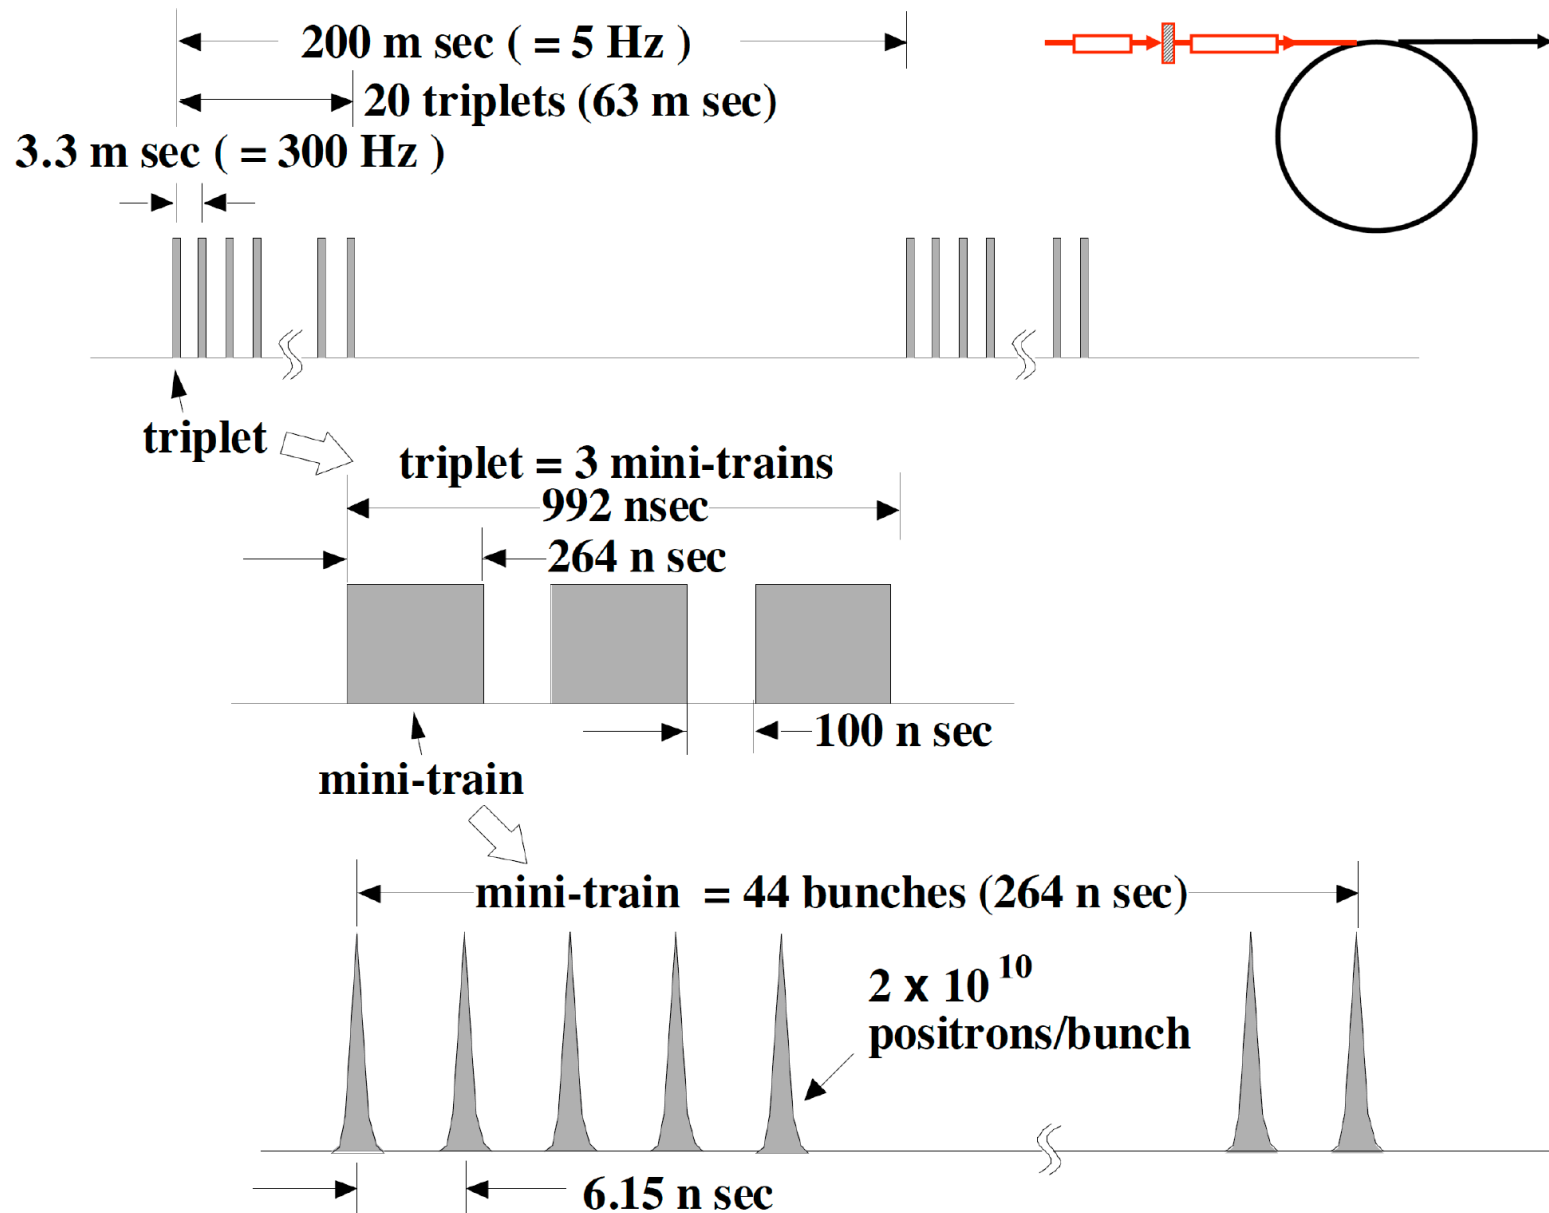 200 m sec ( = 5 Hz )
20 triplets (63 m sec)
3.3 m sec ( = 300 Hz )
triplet
triplet = 3 mini-trains
992 nsec
264 n sec
100 n sec
mini-train
mini-train = 44 bunches (264 n sec)
2 x 10 10
positrons/bunch
6.15 n sec